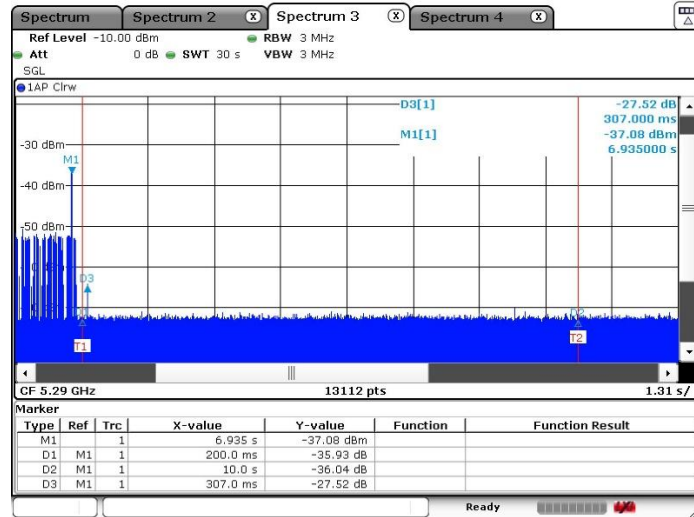 Spectrum Spectrum 2 X Spectrum 3 X Spectrum 4 X
Ref Level -10.00 dBm RBW 3 MHz
Att 0 dB SWT 30 s VBW 3 MHz
SGL
1AP Clrw
D3[1] -27.52 dB
307.000 ms
M1[1] -37.08 dBm
6.935000 s
-30 dBm
M1
-40 dBm
-50 dBm
D3
D2
T1 T2
CF 5.29 GHz 13112 pts 1.31 s/
Marker
Type Ref Trc X-value Y-value Function Function Result
M1 1 6.935 s -37.08 dBm
D1 M1 1 200.0 ms -35.93 dB
D2 M1 1 10.0 s -36.04 dB
D3 M1 1 307.0 ms -27.52 dB
Ready